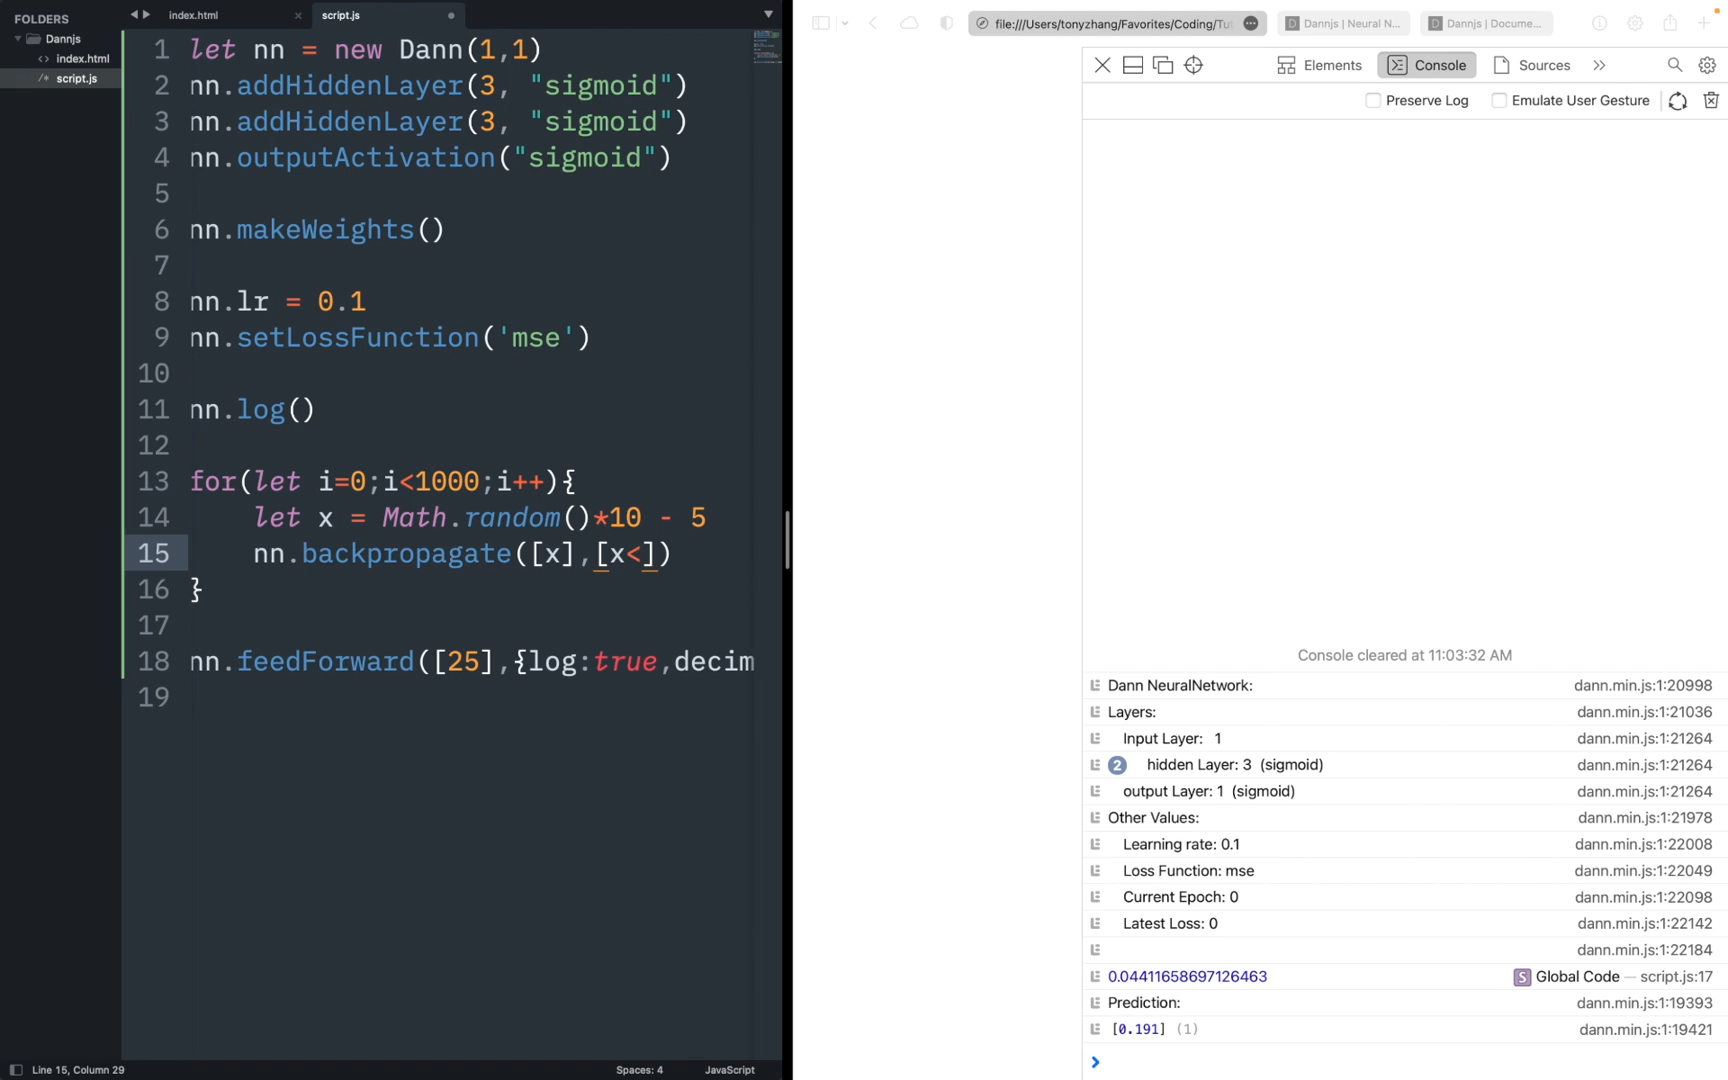 FOLDERS
Dannjs
<> index.html
/* script.js
index.html ×
script.js
1 let nn = new Dann(1,1)
2 nn.addHiddenLayer(3, "sigmoid")
3 nn.addHiddenLayer(3, "sigmoid")
4 nn.outputActivation("sigmoid")
5
6 nn.makeWeights()
7
8 nn.lr = 0.1
9 nn.setLossFunction('mse')
10
11 nn.log()
12
13 for(let i=0;i<1000;i++){
14 let x = Math.random()*10 - 5
15 nn.backpropagate([x],[x<])
16 }
17
18 nn.feedForward([25],{log:true,decim
19
Line 15, Column 29
Spaces: 4
JavaScript
file:///Users/tonyzhang/Favorites/Coding/Tut
Dannjs | Neural N...
Dannjs | Docume...
Elements
Console
Sources
Preserve Log
Emulate User Gesture
Console cleared at 11:03:32 AM
Dann NeuralNetwork: dann.min.js:1:20998
Layers: dann.min.js:1:21036
Input Layer: 1 dann.min.js:1:21264
2 hidden Layer: 3 (sigmoid) dann.min.js:1:21264
output Layer: 1 (sigmoid) dann.min.js:1:21264
Other Values: dann.min.js:1:21978
Learning rate: 0.1 dann.min.js:1:22008
Loss Function: mse dann.min.js:1:22049
Current Epoch: 0 dann.min.js:1:22098
Latest Loss: 0 dann.min.js:1:22142
dann.min.js:1:22184
0.04411658697126463 S Global Code — script.js:17
Prediction: dann.min.js:1:19393
[0.191] (1) dann.min.js:1:19421